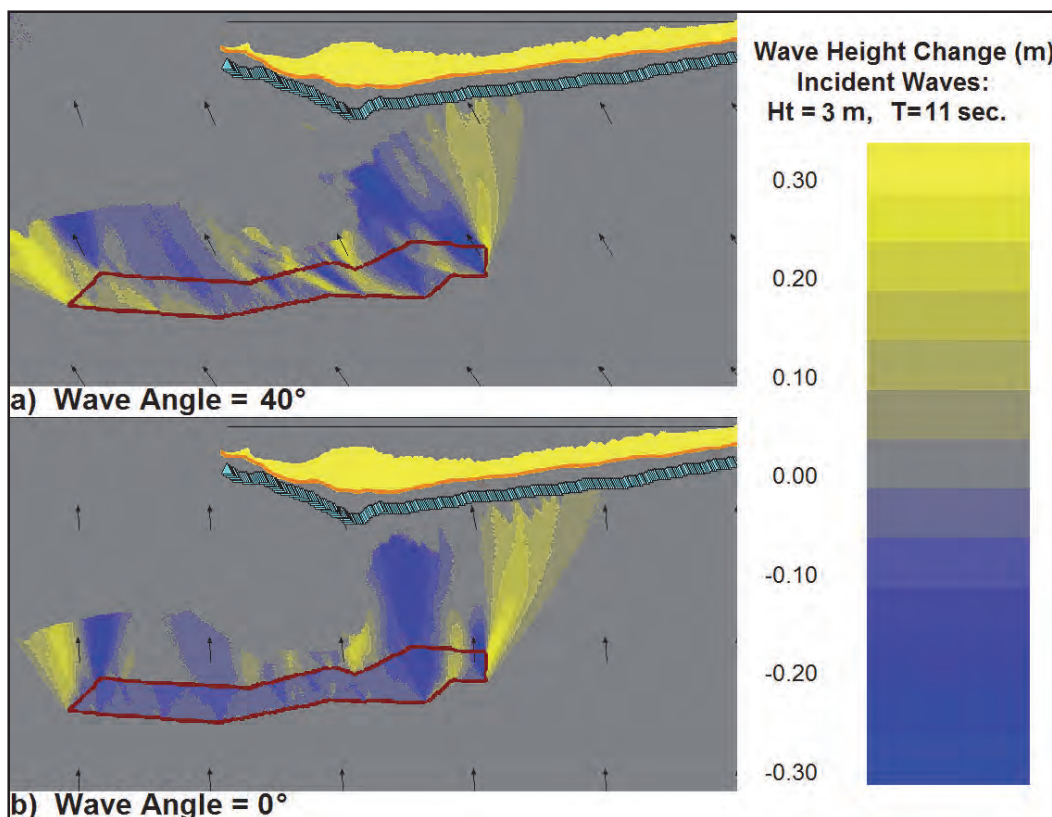 Wave Height Change (m)
Incident Waves:
Ht = 3 m, T=11 sec.
0.30
0.20
0.10
0.00
-0.10
-0.20
-0.30
a) Wave Angle = 40°
b) Wave Angle = 0°